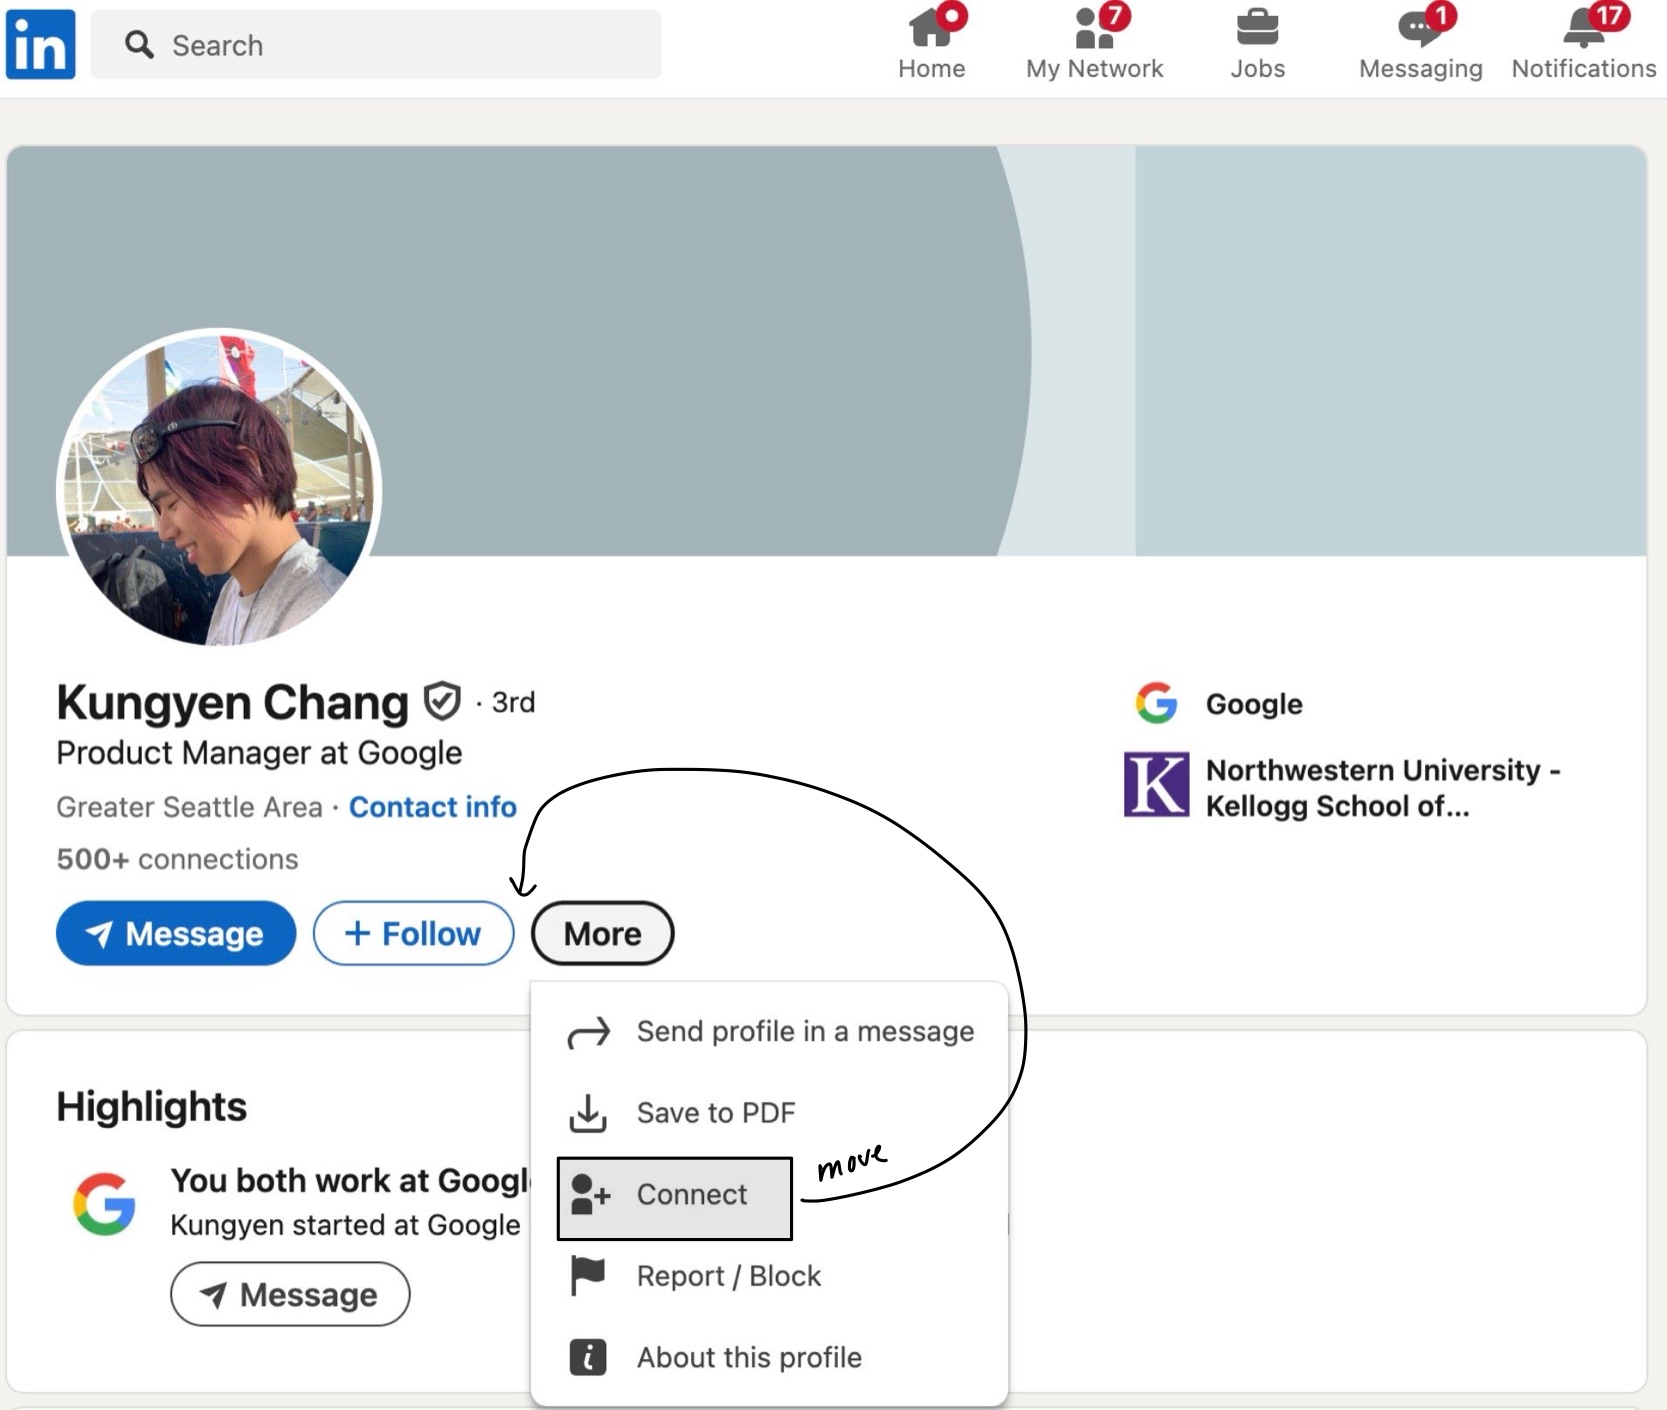 in
Search
Home
7
My Network
Jobs
1
Messaging
17
Notifications
Kungyen Chang · 3rd
Product Manager at Google
Greater Seattle Area · Contact info
500+ connections
Google
K
Northwestern University -
Kellogg School of...
Message
+ Follow
More
Send profile in a message
Save to PDF
Connect
move
Report / Block
About this profile
Highlights
You both work at Googl
Kungyen started at Google
Message